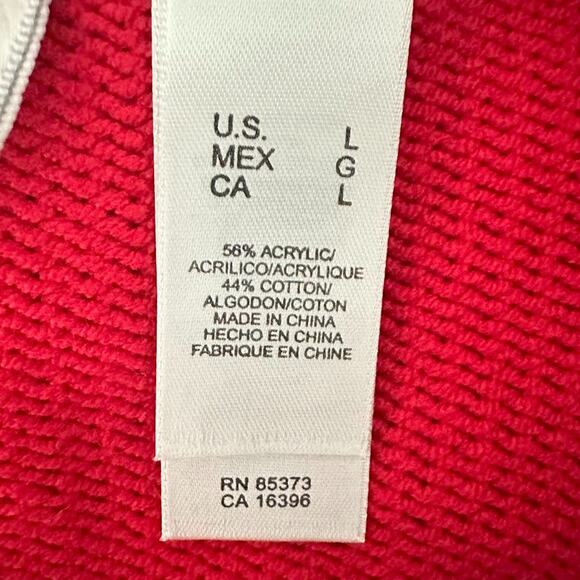 U.S. L
MEX G
CA L
56% ACRYLIC/
ACRILICO/ACRYLIQUE
44% COTTON/
ALGODON/COTON
MADE IN CHINA
HECHO EN CHINA
FABRIQUE EN CHINE
RN 85373
CA 16396